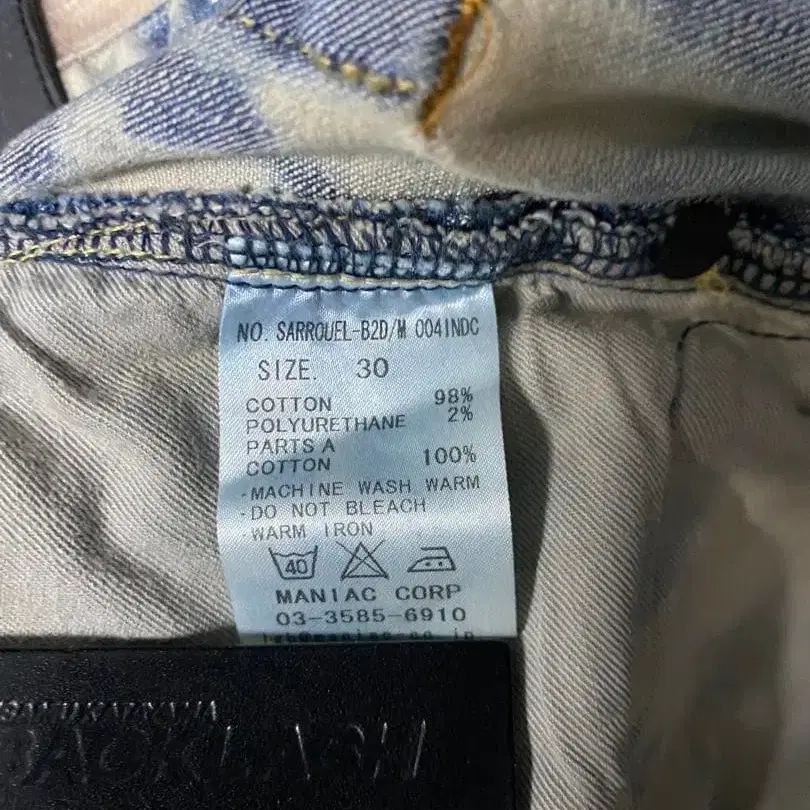 NO. SARROUEL-B2D/M 004INDC
SIZE. 30
COTTON 98%
POLYURETHANE 2%
PARTS A
COTTON 100%
-MACHINE WASH WARM
-DO NOT BLEACH
-WARM IRON
40
MANIAC CORP
03-3585-6910
BACKLASH